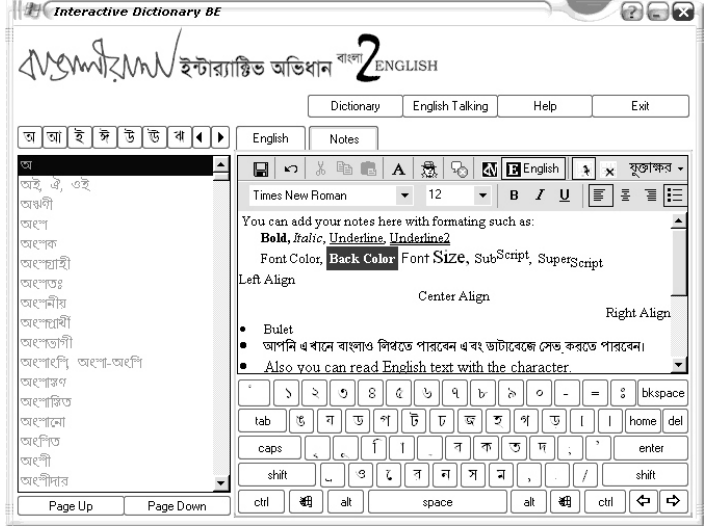 Interactive Dictionary BE
বাঙলীয়ানা ইন্টার‍্যাক্টিভ অভিধান বাংলা 2 ENGLISH
Dictionary English Talking Help Exit
অ আ ই ঈ উ ঊ ঋ
English Notes
English যুক্তাক্ষর
Times New Roman 12 B I U
অ
অই, ঐ, ওই
অঋণী
অংশ
অংশক
অংশগ্রাহী
অংশতঃ
অংশনীয়
অংশপ্রার্থী
অংশভাগী
অংশাংশি, অংশা-অংশি
অংশাঙ্কণ
অংশাঙ্কিত
অংশানো
অংশিত
অংশী
অংশীদার
Page Up Page Down
You can add your notes here with formating such as:
Bold, Italic, Underline, Underline2
Font Color, Back Color Font Size, SubScript, SuperScript
Left Align
Center Align
Right Align
Bulet
আপনি এখানে বাংলাও লিখতে পারবেন এবং ডাটাবেজে সেভ করতে পারবেন।
Also you can read English text with the character.
১ ২ ৩ ৪ ৫ ৬ ৭ ৮ ৯ ০ - = ঃ bkspace
tab home del
caps enter
shift shift
ctrl alt space alt ctrl